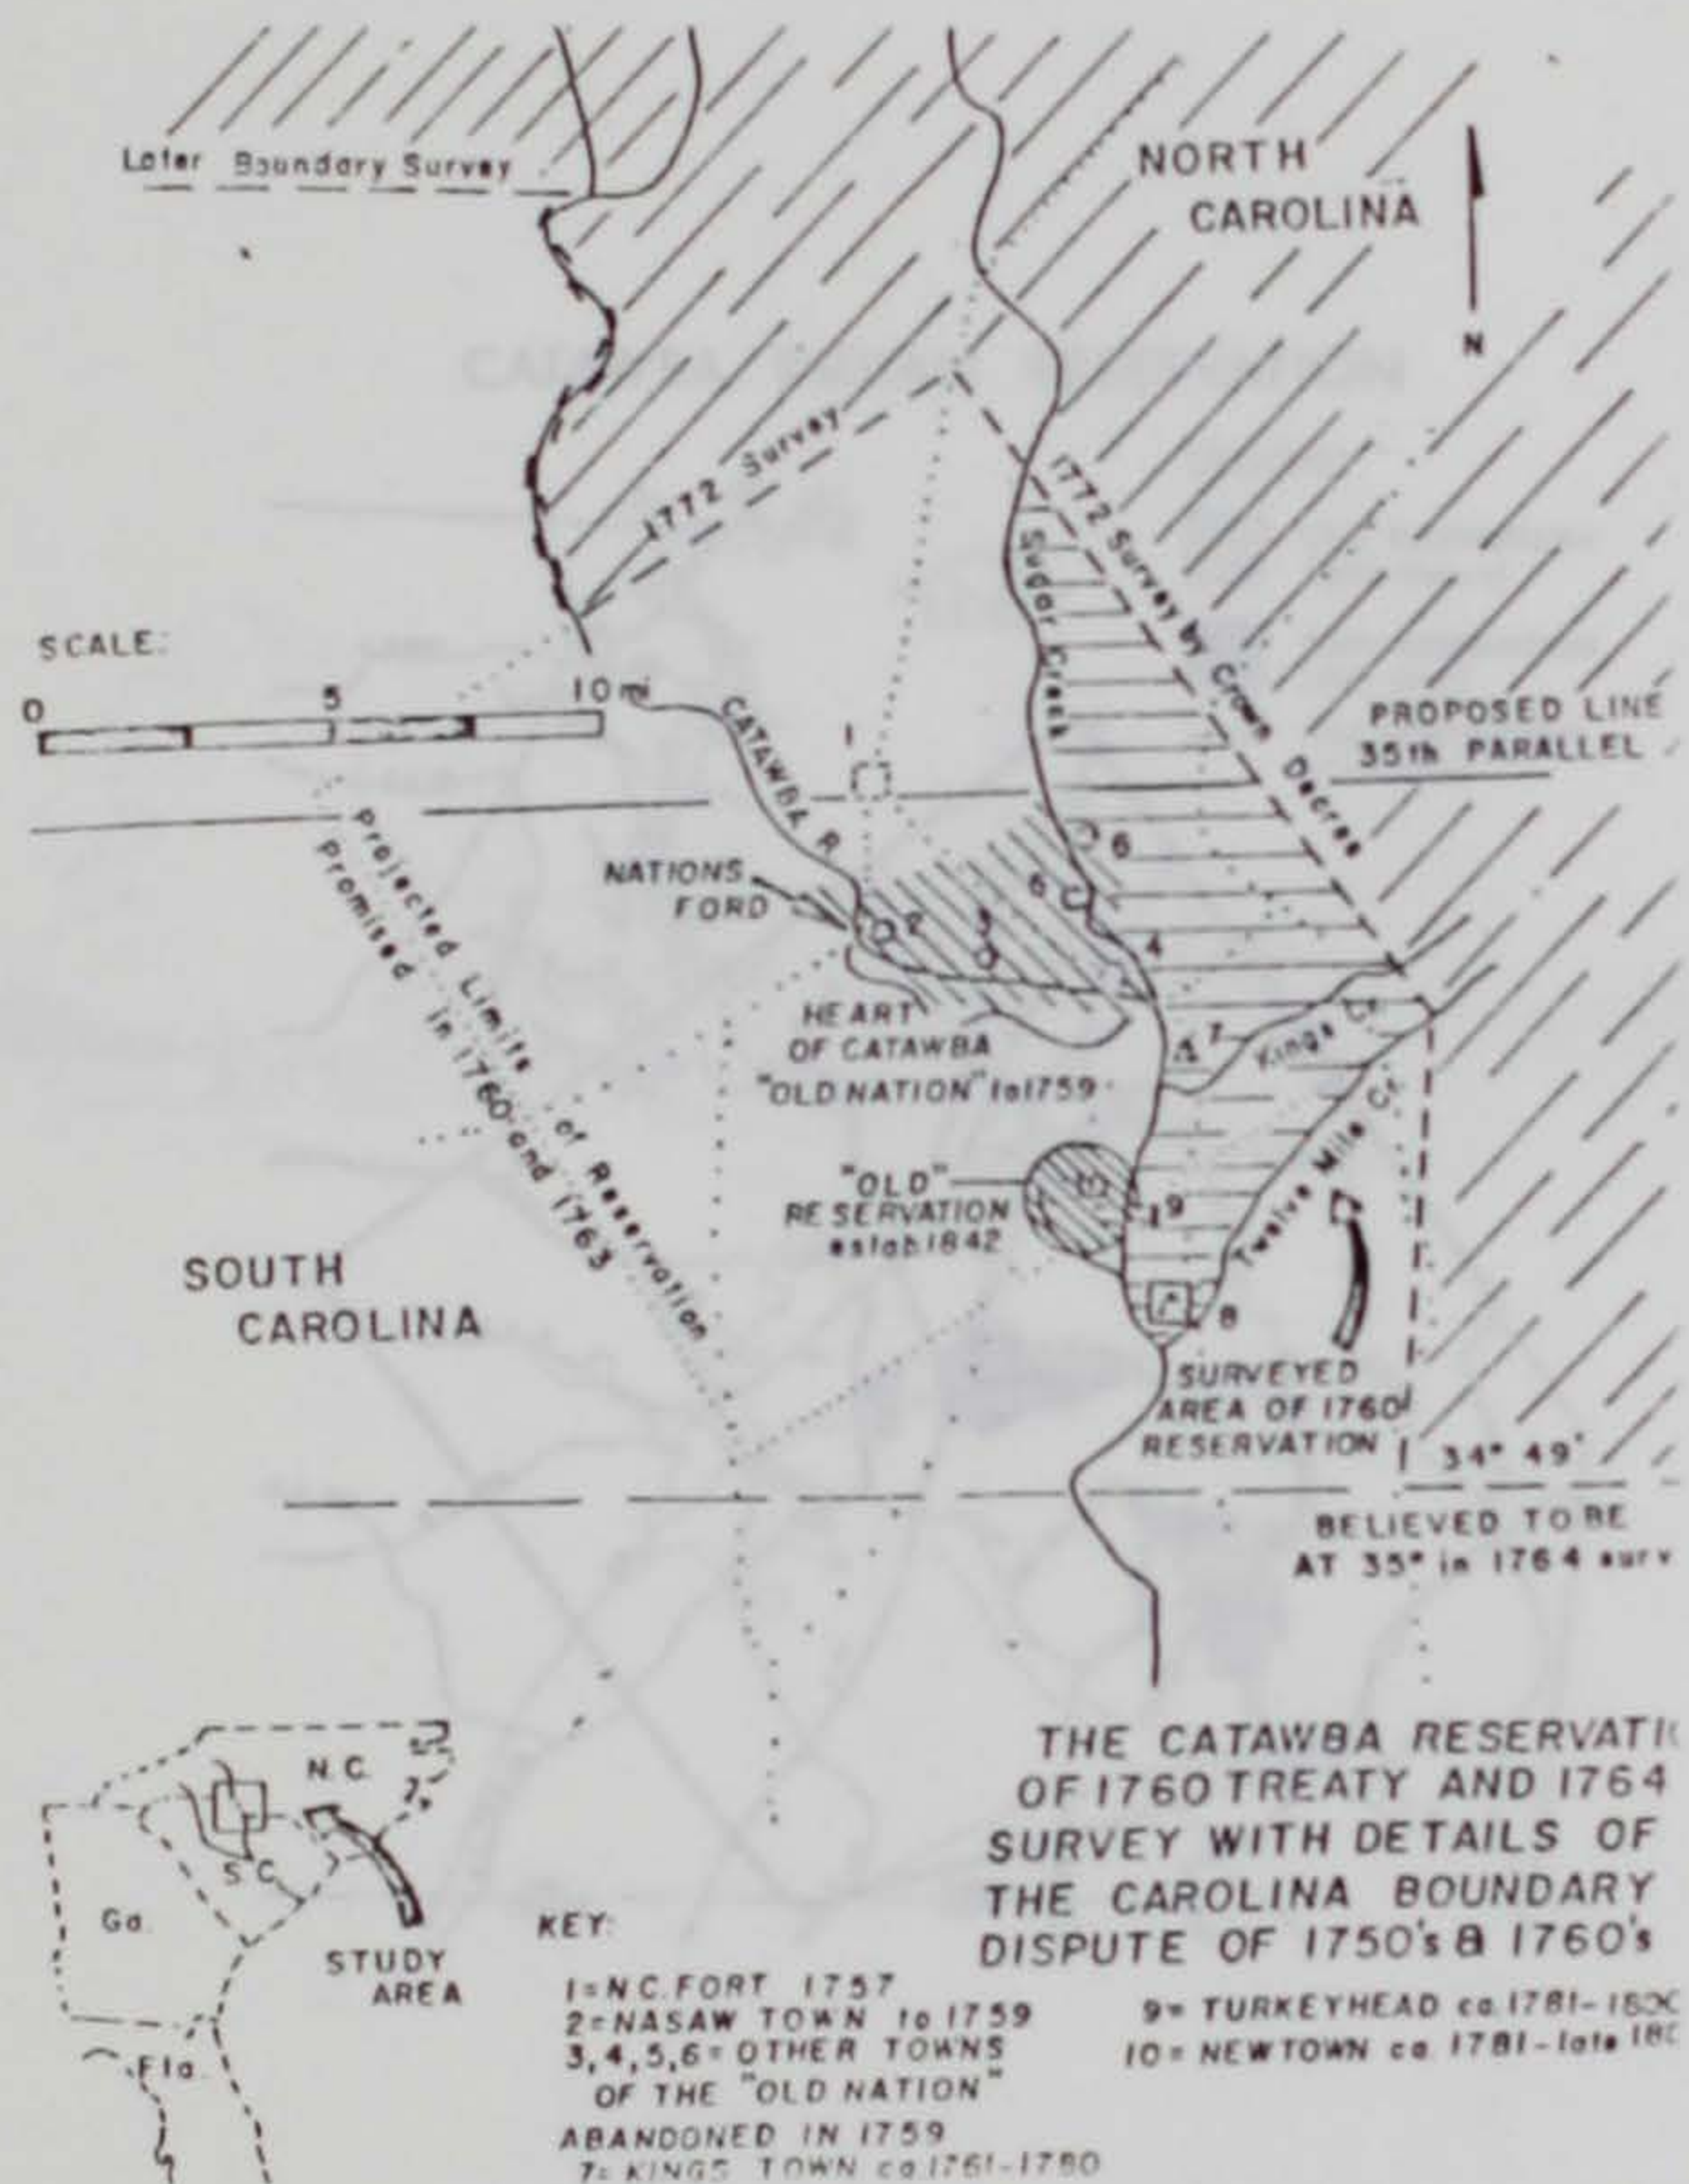 Later Boundary Survey
NORTH
CAROLINA
N
1772 Survey
1772 Survey by Crown Decree
Sugar Creek
SCALE:
0 5 10 mi
CATAWBA R.
1
PROPOSED LINE
35th PARALLEL
Projected Limits of Reservation
Promised in 1760 and 1763
NATIONS
FORD
2
3
6
6
4
HEART
OF CATAWBA
"OLD NATION" to 1759
7
Kings Cr.
Twelve Mile Cr.
"OLD"
RESERVATION
estab 1842
9
8
SOUTH
CAROLINA
SURVEYED
AREA OF 1760
RESERVATION
34° 49'
BELIEVED TO BE
AT 35° in 1764 surv
N.C.
S.C.
Ga.
Fla.
STUDY
AREA
THE CATAWBA RESERVATI
OF 1760 TREATY AND 1764
SURVEY WITH DETAILS OF
THE CAROLINA BOUNDARY
DISPUTE OF 1750's & 1760's
KEY:
1=N.C. FORT 1757
2=NASAW TOWN to 1759
3,4,5,6= OTHER TOWNS
OF THE "OLD NATION"
ABANDONED IN 1759
7= KINGS TOWN ca.1761-1780
9= TURKEYHEAD ca. 1781-
10= NEWTOWN ca. 1781-late